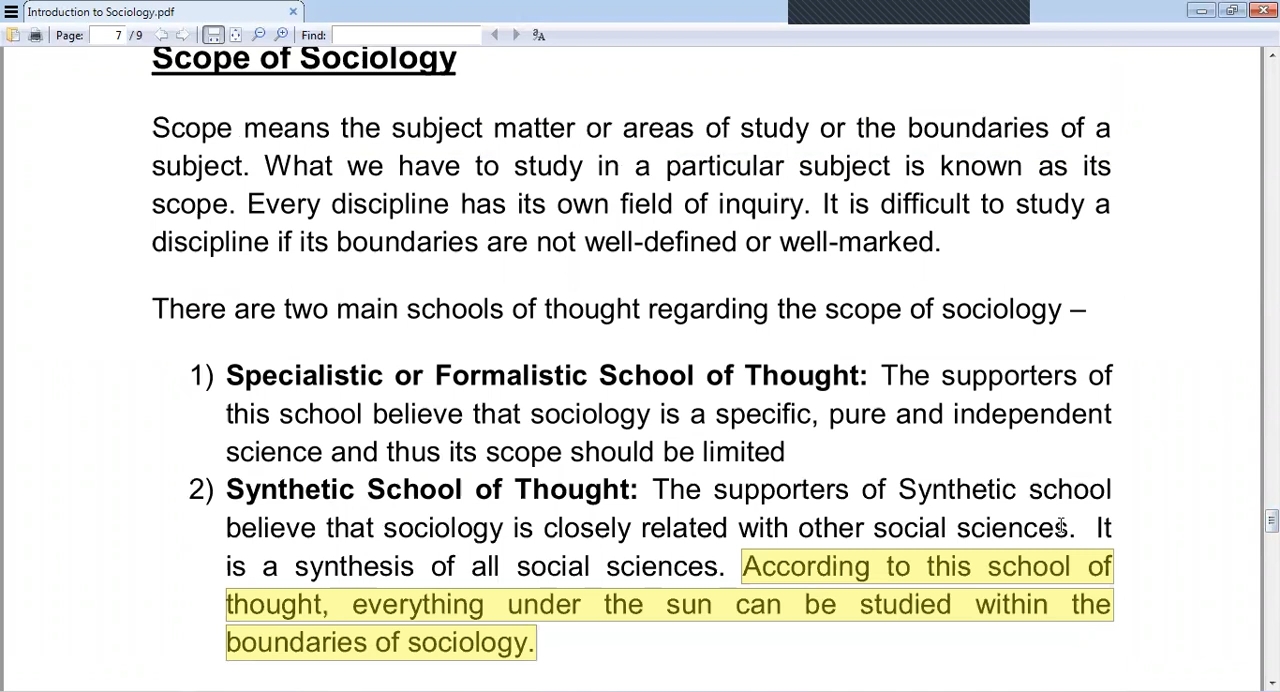 Introduction to Sociology.pdf
Page: 7 / 9 Find:
Scope of Sociology
Scope means the subject matter or areas of study or the boundaries of a
subject. What we have to study in a particular subject is known as its
scope. Every discipline has its own field of inquiry. It is difficult to study a
discipline if its boundaries are not well-defined or well-marked.
There are two main schools of thought regarding the scope of sociology –
1) Specialistic or Formalistic School of Thought: The supporters of
this school believe that sociology is a specific, pure and independent
science and thus its scope should be limited
2) Synthetic School of Thought: The supporters of Synthetic school
believe that sociology is closely related with other social sciences. It
is a synthesis of all social sciences. According to this school of
thought, everything under the sun can be studied within the
boundaries of sociology.